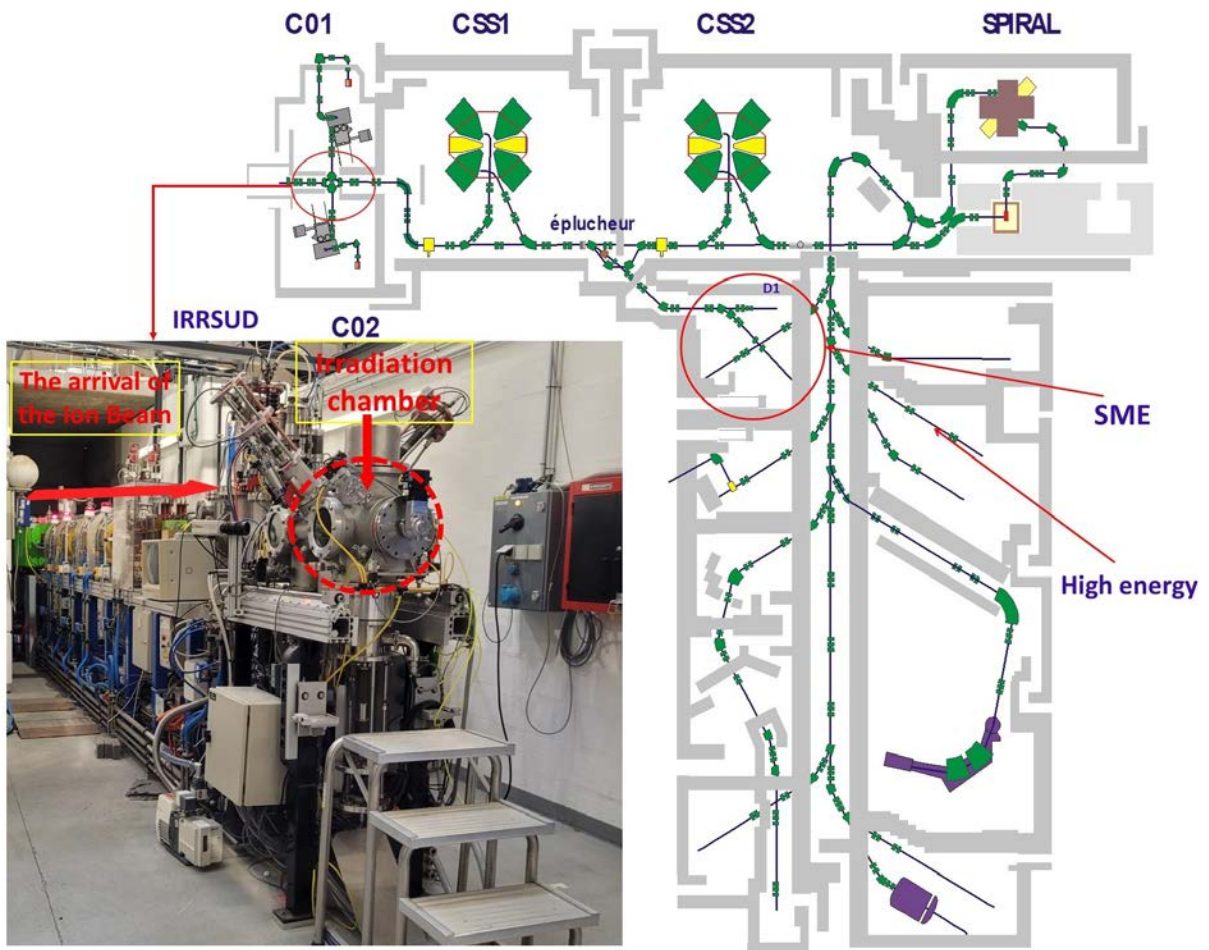 C01
CSS1
CSS2
SPIRAL
éplucheur
D1
IRRSUD
C02
The arrival of
the Ion Beam
Irradiation
chamber
SME
High energy